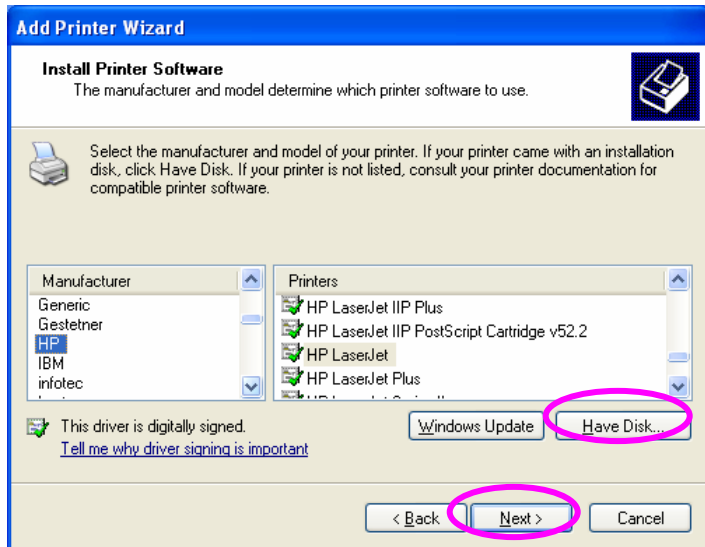 Add Printer Wizard
Install Printer Software
The manufacturer and model determine which printer software to use.
Select the manufacturer and model of your printer. If your printer came with an installation
disk, click Have Disk. If your printer is not listed, consult your printer documentation for
compatible printer software.
Manufacturer
Generic
Gestetner
HP
IBM
infotec
Printers
HP LaserJet IIP Plus
HP LaserJet IIP PostScript Cartridge v52.2
HP LaserJet
HP LaserJet Plus
This driver is digitally signed.
Tell me why driver signing is important
Windows Update
Have Disk...
< Back
Next >
Cancel